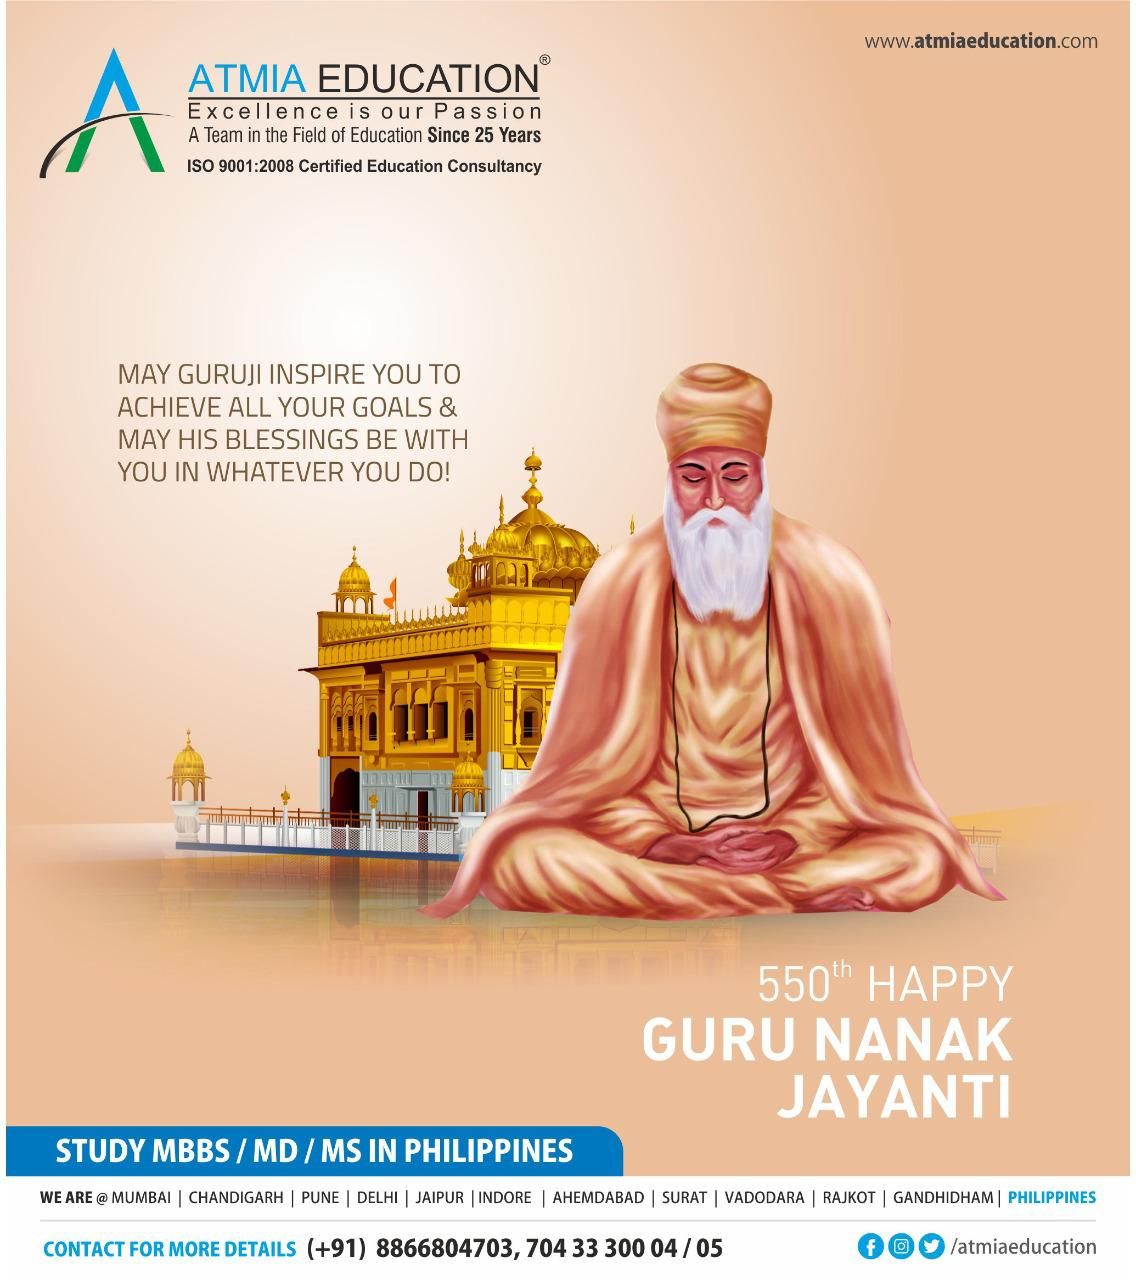 www.atmiaeducation.com
ATMIA EDUCATION®
Excellence is our Passion
A Team in the Field of Education Since 25 Years
ISO 9001:2008 Certified Education Consultancy
MAY GURUJI INSPIRE YOU TO
ACHIEVE ALL YOUR GOALS &
MAY HIS BLESSINGS BE WITH
YOU IN WHATEVER YOU DO!
550th HAPPY
GURU NANAK
JAYANTI
STUDY MBBS / MD / MS IN PHILIPPINES
WE ARE @ MUMBAI | CHANDIGARH | PUNE | DELHI | JAIPUR | INDORE | AHEMDABAD | SURAT | VADODARA | RAJKOT | GANDHIDHAM | PHILIPPINES
CONTACT FOR MORE DETAILS (+91) 8866804703, 704 33 300 04 / 05
/atmiaeducation